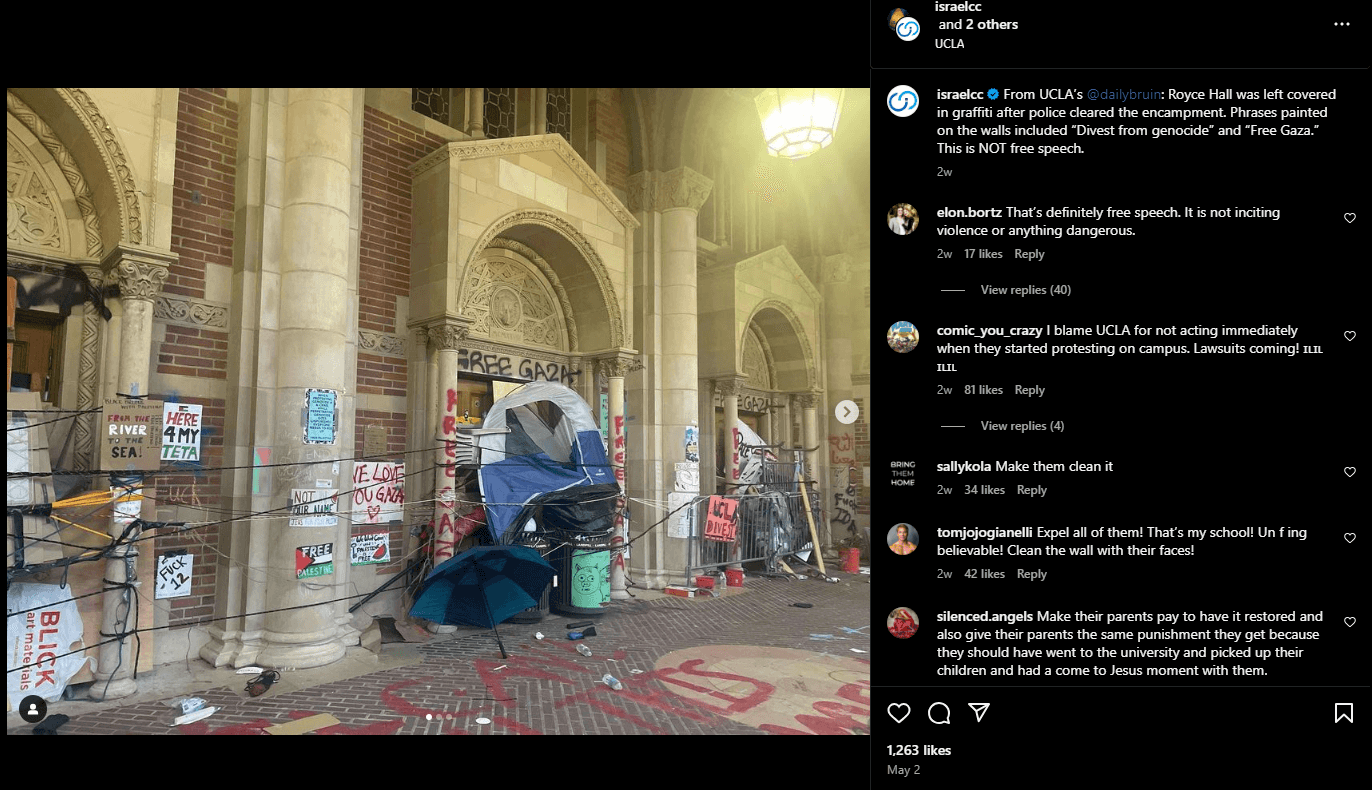 israelcc
and 2 others
UCLA
israelcc From UCLA's @dailybruin: Royce Hall was left covered
in graffiti after police cleared the encampment. Phrases painted
on the walls included “Divest from genocide” and “Free Gaza.”
This is NOT free speech.
2w
elon.bortz That's definitely free speech. It is not inciting
violence or anything dangerous.
2w 17 likes Reply
View replies (40)
comic_you_crazy I blame UCLA for not acting immediately
when they started protesting on campus. Lawsuits coming! ILIL
ILIL
2w 81 likes Reply
View replies (4)
BRING
THEM
HOME
sallykola Make them clean it
2w 34 likes Reply
tomjojogianelli Expel all of them! That's my school! Un f ing
believable! Clean the wall with their faces!
2w 42 likes Reply
silenced.angels Make their parents pay to have it restored and
also give their parents the same punishment they get because
they should have went to the university and picked up their
children and had a come to Jesus moment with them.
1,263 likes
May 2
FREE GAZA
FREE
GAZA
FREE
GAZA
FROM THE
RIVER
TO THE
SEA!
HERE
4 MY
TETA
FUCK
WE LOVE
YOU GAZA
NOT
OUR NAME
FREE
PALESTINE
FUCK
12
BLICK
art materials
UCLA
DIVEST
GAZA
FREE